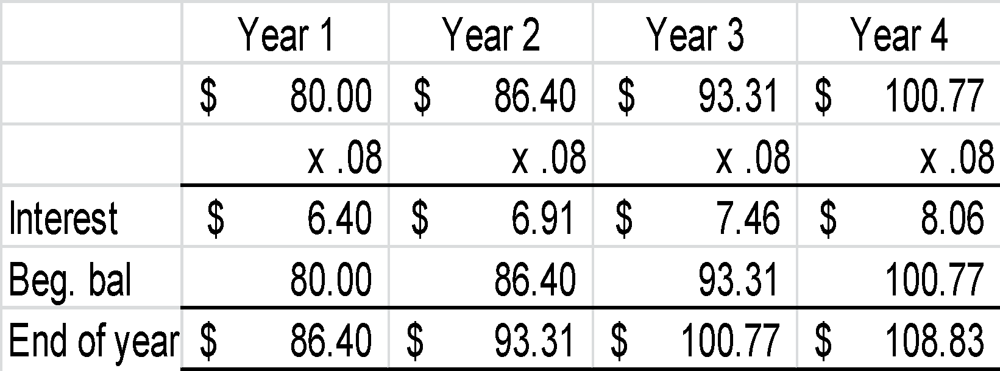 Year 1 Year 2 Year 3 Year 4
$ 80.00 $ 86.40 $ 93.31 $ 100.77
x .08 x .08 x .08 x .08
Interest $ 6.40 $ 6.91 $ 7.46 $ 8.06
Beg. bal 80.00 86.40 93.31 100.77
End of year $ 86.40 $ 93.31 $ 100.77 $ 108.83